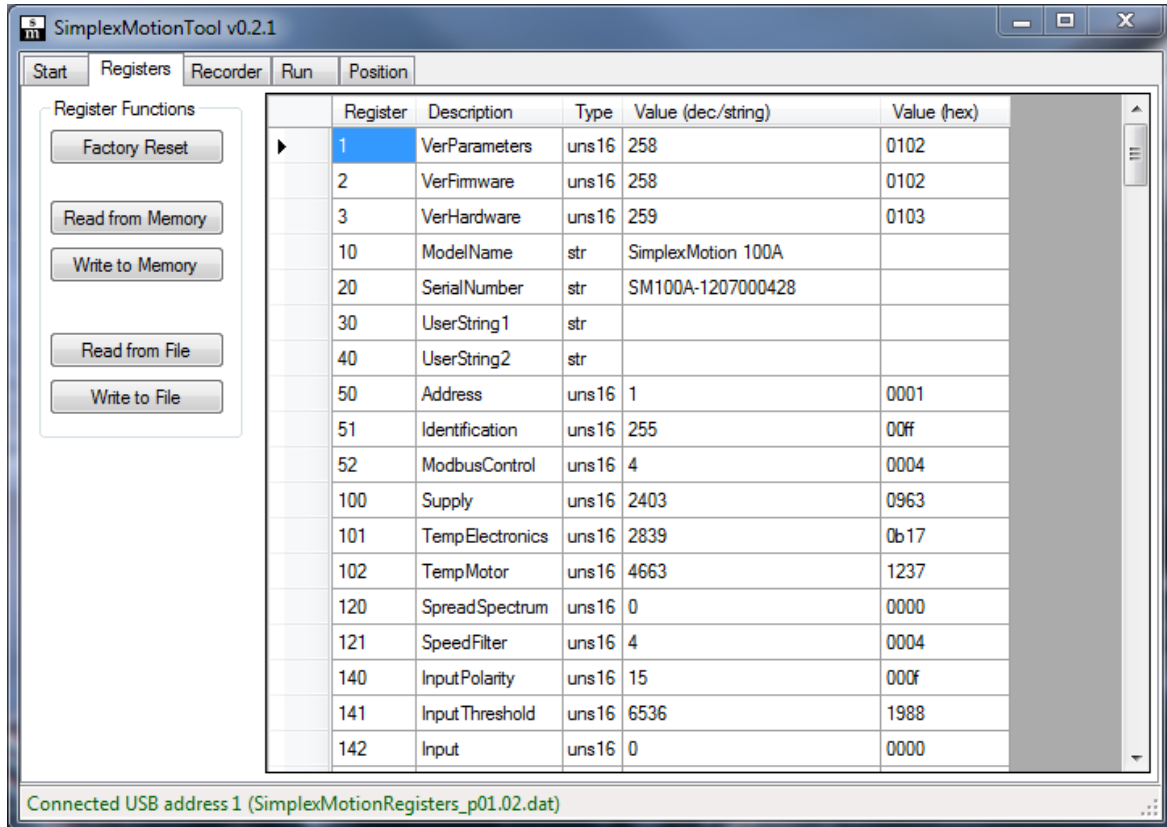 s
m
SimplexMotionTool v0.2.1
Start Registers Recorder Run Position
Register Functions
Factory Reset
Read from Memory
Write to Memory
Read from File
Write to File
Register Description Type Value (dec/string) Value (hex)
1 VerParameters uns16 258 0102
2 VerFirmware uns16 258 0102
3 VerHardware uns16 259 0103
10 ModelName str SimplexMotion 100A
20 SerialNumber str SM100A-1207000428
30 UserString1 str
40 UserString2 str
50 Address uns16 1 0001
51 Identification uns16 255 00ff
52 ModbusControl uns16 4 0004
100 Supply uns16 2403 0963
101 TempElectronics uns16 2839 0b17
102 TempMotor uns16 4663 1237
120 SpreadSpectrum uns16 0 0000
121 SpeedFilter uns16 4 0004
140 InputPolarity uns16 15 000f
141 InputThreshold uns16 6536 1988
142 Input uns16 0 0000
Connected USB address 1 (SimplexMotionRegisters_p01.02.dat)